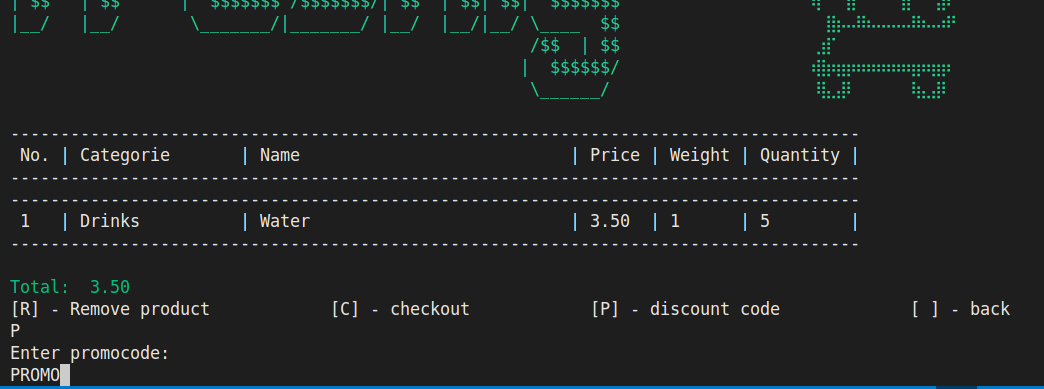 No. | Categorie | Name | Price | Weight | Quantity |
1 | Drinks | Water | 3.50 | 1 | 5 |
Total: 3.50
[R] - Remove product [C] - checkout [P] - discount code [ ] - back
P
Enter promocode:
PROMO